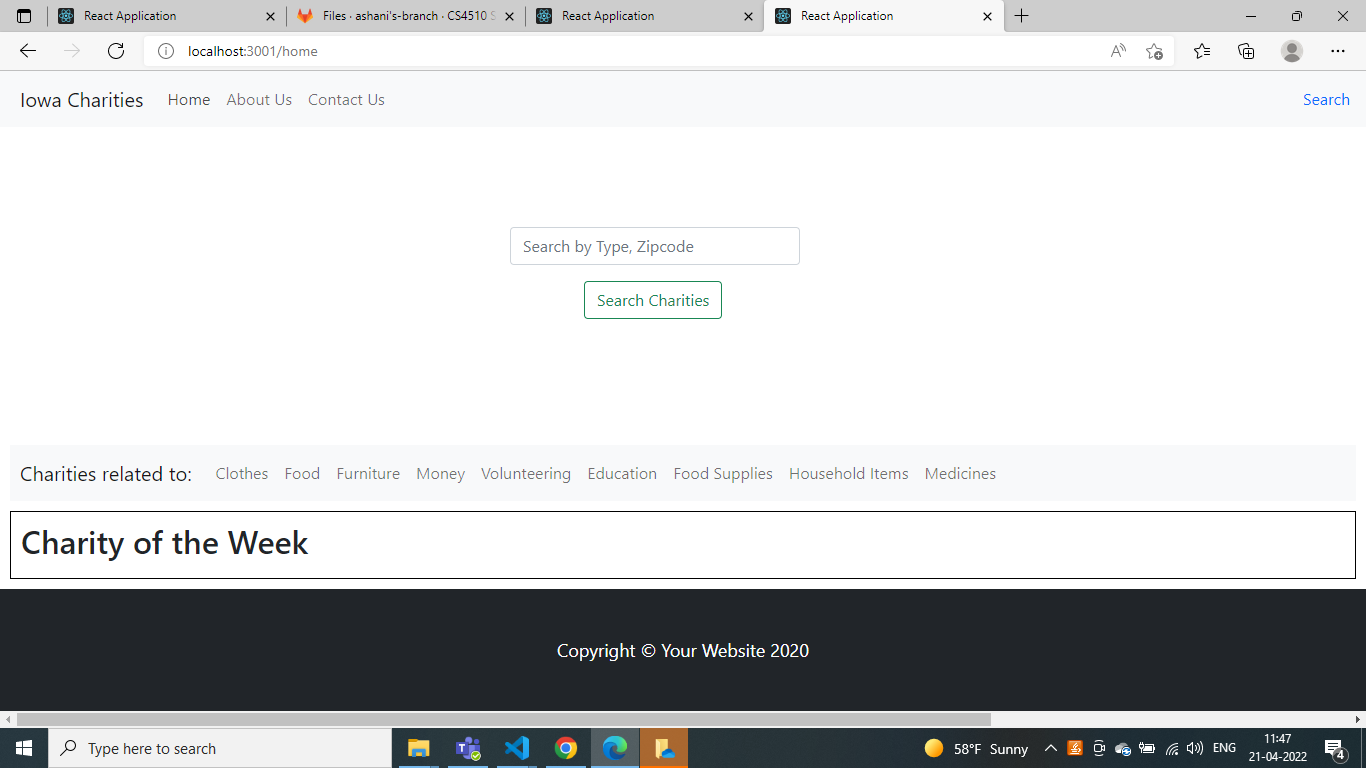 React Application
Files · ashani's-branch · CS4510 S
React Application
React Application
localhost:3001/home
Iowa Charities
Home
About Us
Contact Us
Search
Search by Type, Zipcode
Search Charities
Charities related to:
Clothes
Food
Furniture
Money
Volunteering
Education
Food Supplies
Household Items
Medicines
Charity of the Week
Copyright © Your Website 2020
Type here to search
58°F Sunny
ENG
11:47
21-04-2022
4